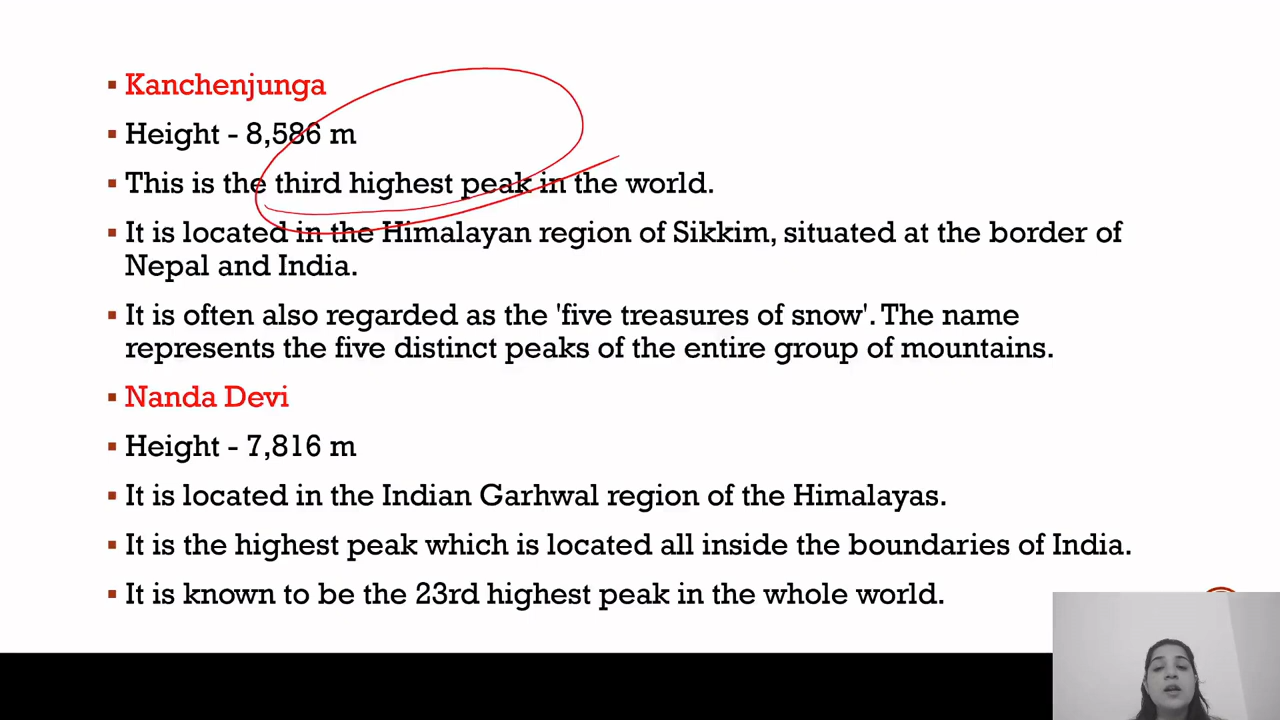 ▪ Kanchenjunga
▪ Height - 8,586 m
▪ This is the third highest peak in the world.
▪ It is located in the Himalayan region of Sikkim, situated at the border of
Nepal and India.
▪ It is often also regarded as the 'five treasures of snow'. The name
represents the five distinct peaks of the entire group of mountains.
▪ Nanda Devi
▪ Height - 7,816 m
▪ It is located in the Indian Garhwal region of the Himalayas.
▪ It is the highest peak which is located all inside the boundaries of India.
▪ It is known to be the 23rd highest peak in the whole world.